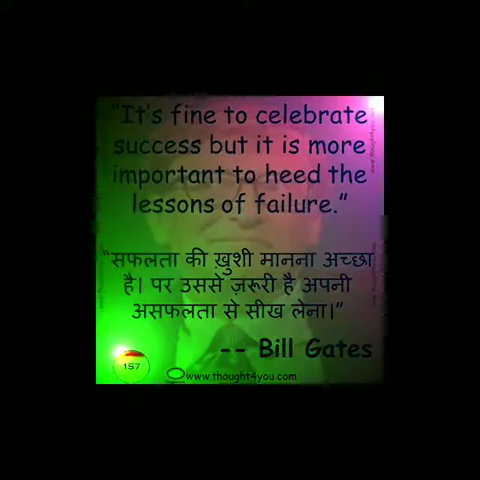 “It’s fine to celebrate
success but it is more
important to heed the
lessons of failure.”
“सफलता की ख़ुशी मानना अच्छा
है। पर उससे ज़रूरी है अपनी
असफलता से सीख लेना।”
-- Bill Gates
157
www.thought4you.com